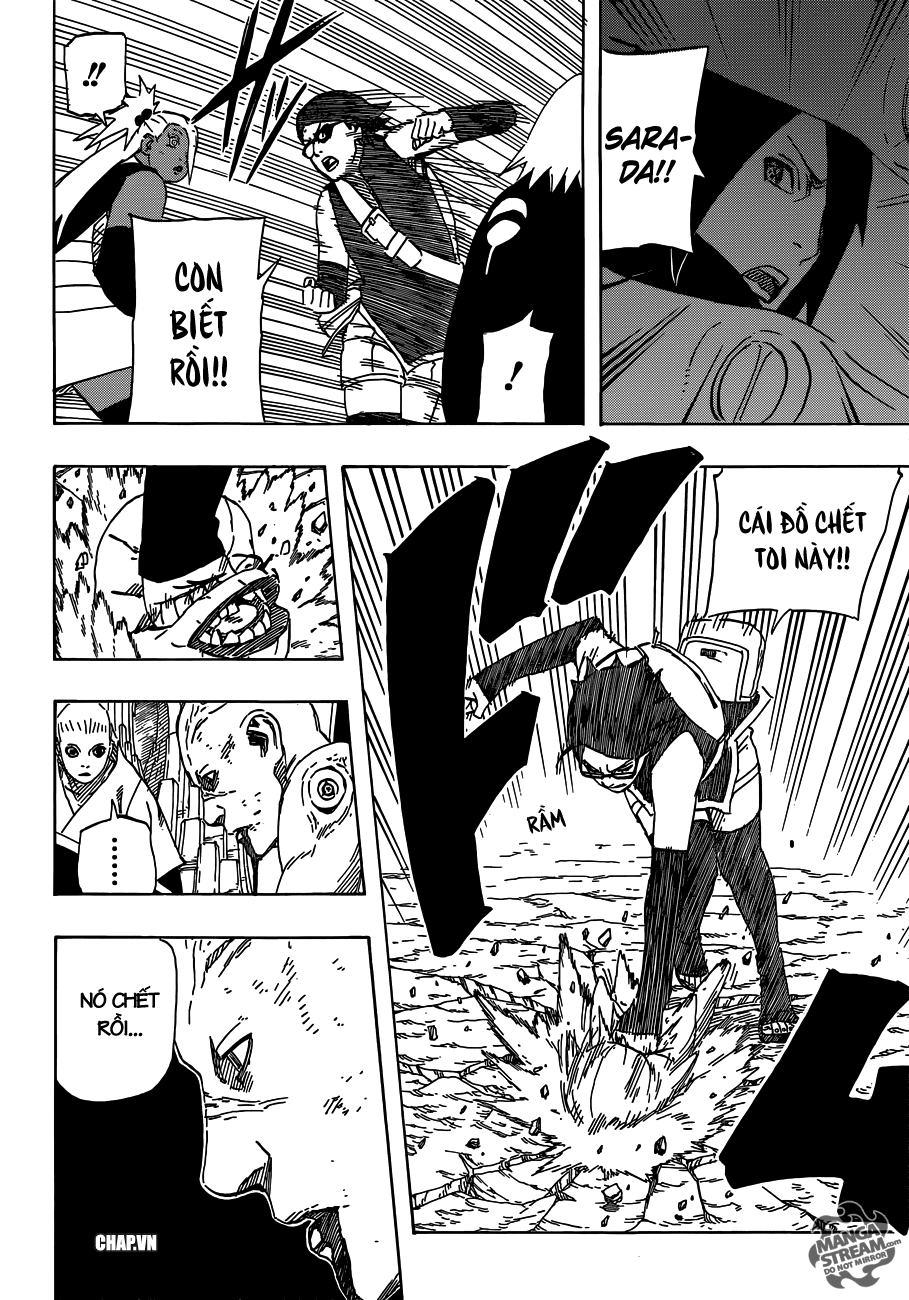 SARA-
DA!!
!!
CON
BIẾT
RỒI!!
!
CÁI ĐỒ CHẾT
TOI NÀY!!
RẦM
......
NÓ CHẾT
RỒI...
CHAP.VN
MANGA
STREAM.com
DO NOT MIRROR